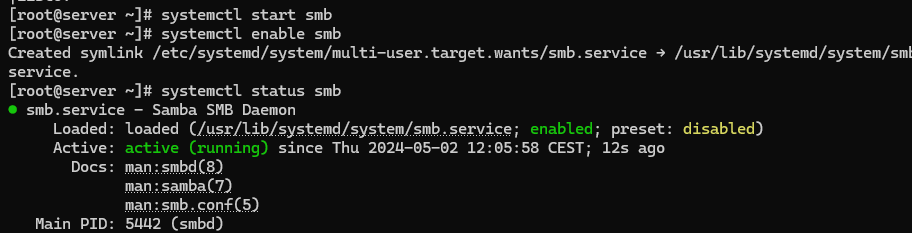 [root@server ~]# systemctl start smb
[root@server ~]# systemctl enable smb
Created symlink /etc/systemd/system/multi-user.target.wants/smb.service → /usr/lib/systemd/system/smb
service.
[root@server ~]# systemctl status smb
● smb.service - Samba SMB Daemon
Loaded: loaded (/usr/lib/systemd/system/smb.service; enabled; preset: disabled)
Active: active (running) since Thu 2024-05-02 12:05:58 CEST; 12s ago
Docs: man:smbd(8)
man:samba(7)
man:smb.conf(5)
Main PID: 5442 (smbd)